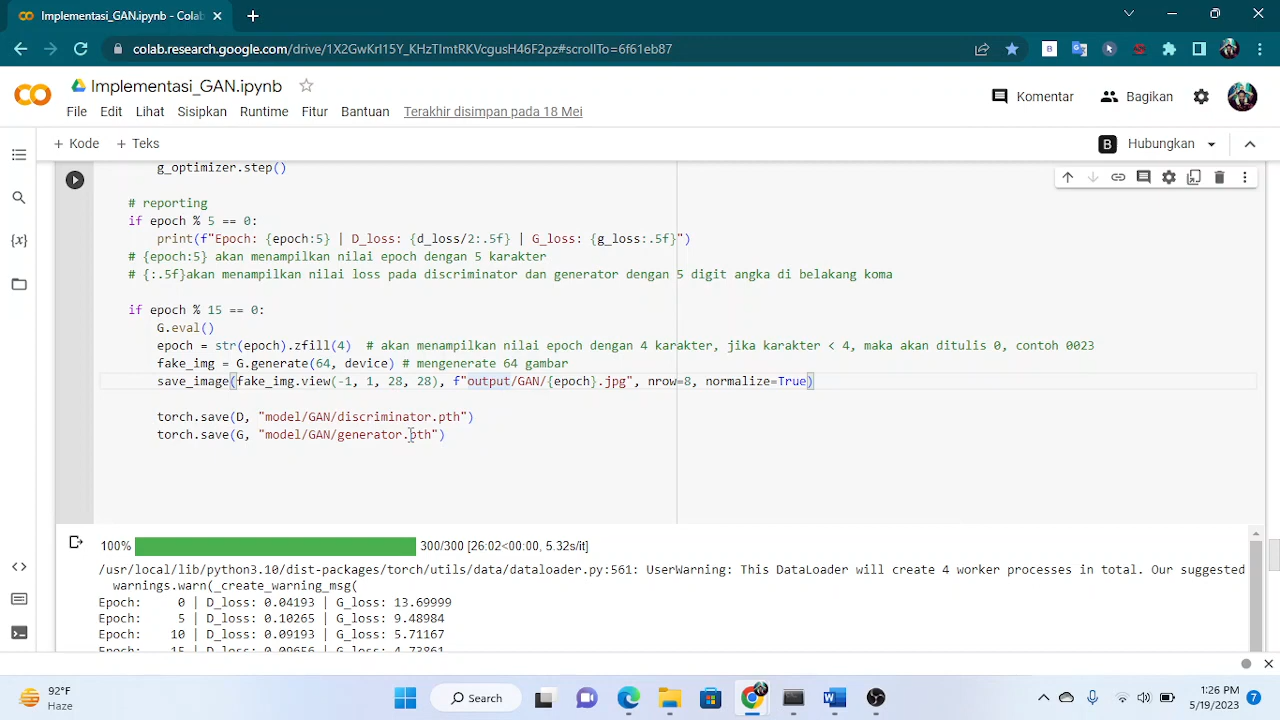 Implementasi_GAN.ipynb - Colab
colab.research.google.com/drive/1X2GwKrI15Y_KHzTImtRKVcgusH46F2pz#scrollTo=6f61eb87
Implementasi_GAN.ipynb
File Edit Lihat Sisipkan Runtime Fitur Bantuan Terakhir disimpan pada 18 Mei
Komentar Bagikan
+ Kode + Teks
B Hubungkan
g_optimizer.step()
# reporting
if epoch % 5 == 0:
print(f"Epoch: {epoch:5} | D_loss: {d_loss/2:.5f} | G_loss: {g_loss:.5f}")
# {epoch:5} akan menampilkan nilai epoch dengan 5 karakter
# {:.5f}akan menampilkan nilai loss pada discriminator dan generator dengan 5 digit angka di belakang koma
if epoch % 15 == 0:
G.eval()
epoch = str(epoch).zfill(4) # akan menampilkan nilai epoch dengan 4 karakter, jika karakter < 4, maka akan ditulis 0, contoh 0023
fake_img = G.generate(64, device) # mengenerate 64 gambar
save_image(fake_img.view(-1, 1, 28, 28), f"output/GAN/{epoch}.jpg", nrow=8, normalize=True)
torch.save(D, "model/GAN/discriminator.pth")
torch.save(G, "model/GAN/generator.pth")
100% 300/300 [26:02<00:00, 5.32s/it]
/usr/local/lib/python3.10/dist-packages/torch/utils/data/dataloader.py:561: UserWarning: This DataLoader will create 4 worker processes in total. Our suggested
warnings.warn(_create_warning_msg(
Epoch: 0 | D_loss: 0.04193 | G_loss: 13.69999
Epoch: 5 | D_loss: 0.10265 | G_loss: 9.48984
Epoch: 10 | D_loss: 0.09193 | G_loss: 5.71167
Epoch: 15 | D_loss: 0.09656 | G_loss: 4.73861
92°F
Haze
Search
1:26 PM
5/19/2023
7